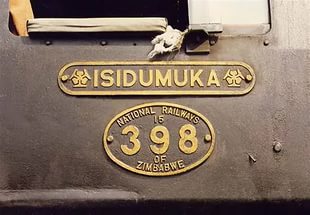 ISIDUMUKA
NATIONAL RAILWAYS
15
398
OF
ZIMBABWE